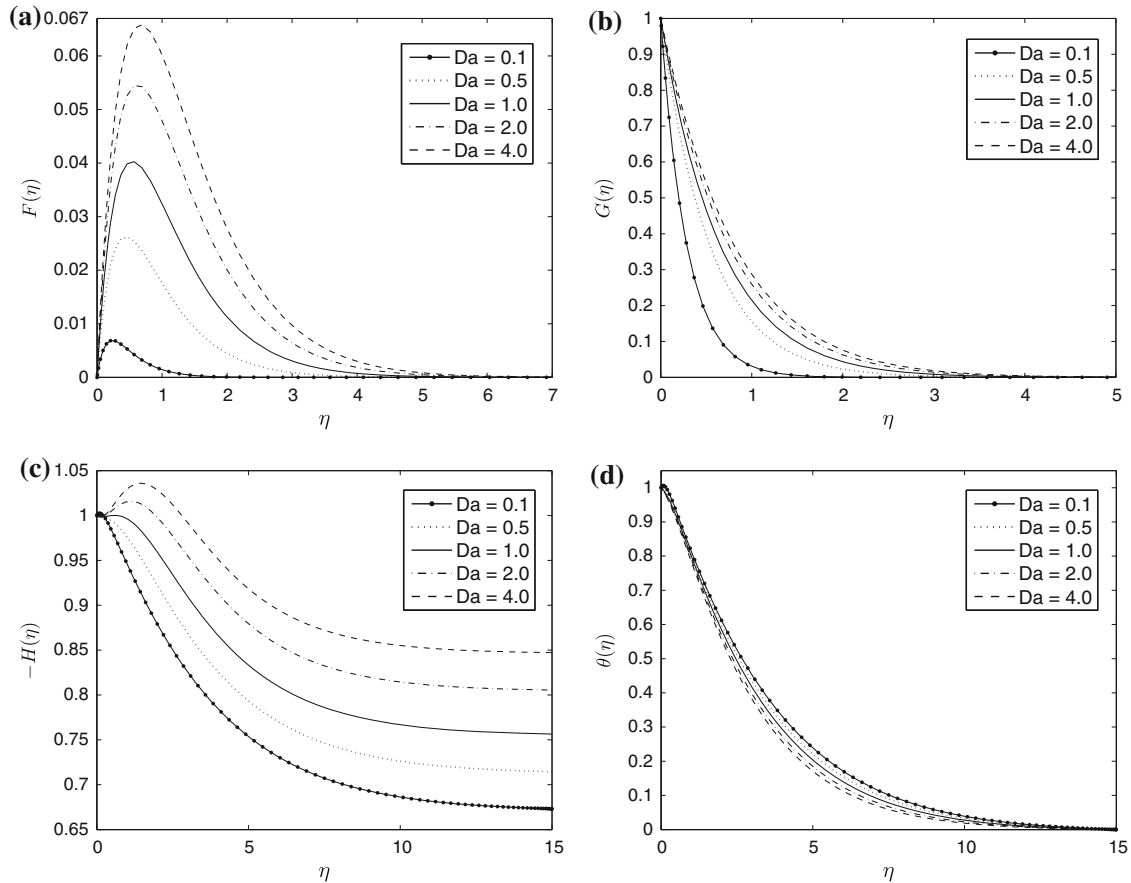 (a)
0.067
0.06
0.05
0.04
0.03
0.02
0.01
0
F(η)
0 1 2 3 4 5 6 7
η
Da = 0.1
Da = 0.5
Da = 1.0
Da = 2.0
Da = 4.0
(b)
1
0.9
0.8
0.7
0.6
0.5
0.4
0.3
0.2
0.1
0
G(η)
0 1 2 3 4 5
η
Da = 0.1
Da = 0.5
Da = 1.0
Da = 2.0
Da = 4.0
(c)
1.05
1
0.95
0.9
0.85
0.8
0.75
0.7
0.65
−H(η)
0 5 10 15
η
Da = 0.1
Da = 0.5
Da = 1.0
Da = 2.0
Da = 4.0
(d)
1
0.9
0.8
0.7
0.6
0.5
0.4
0.3
0.2
0.1
0
θ(η)
0 5 10 15
η
Da = 0.1
Da = 0.5
Da = 1.0
Da = 2.0
Da = 4.0